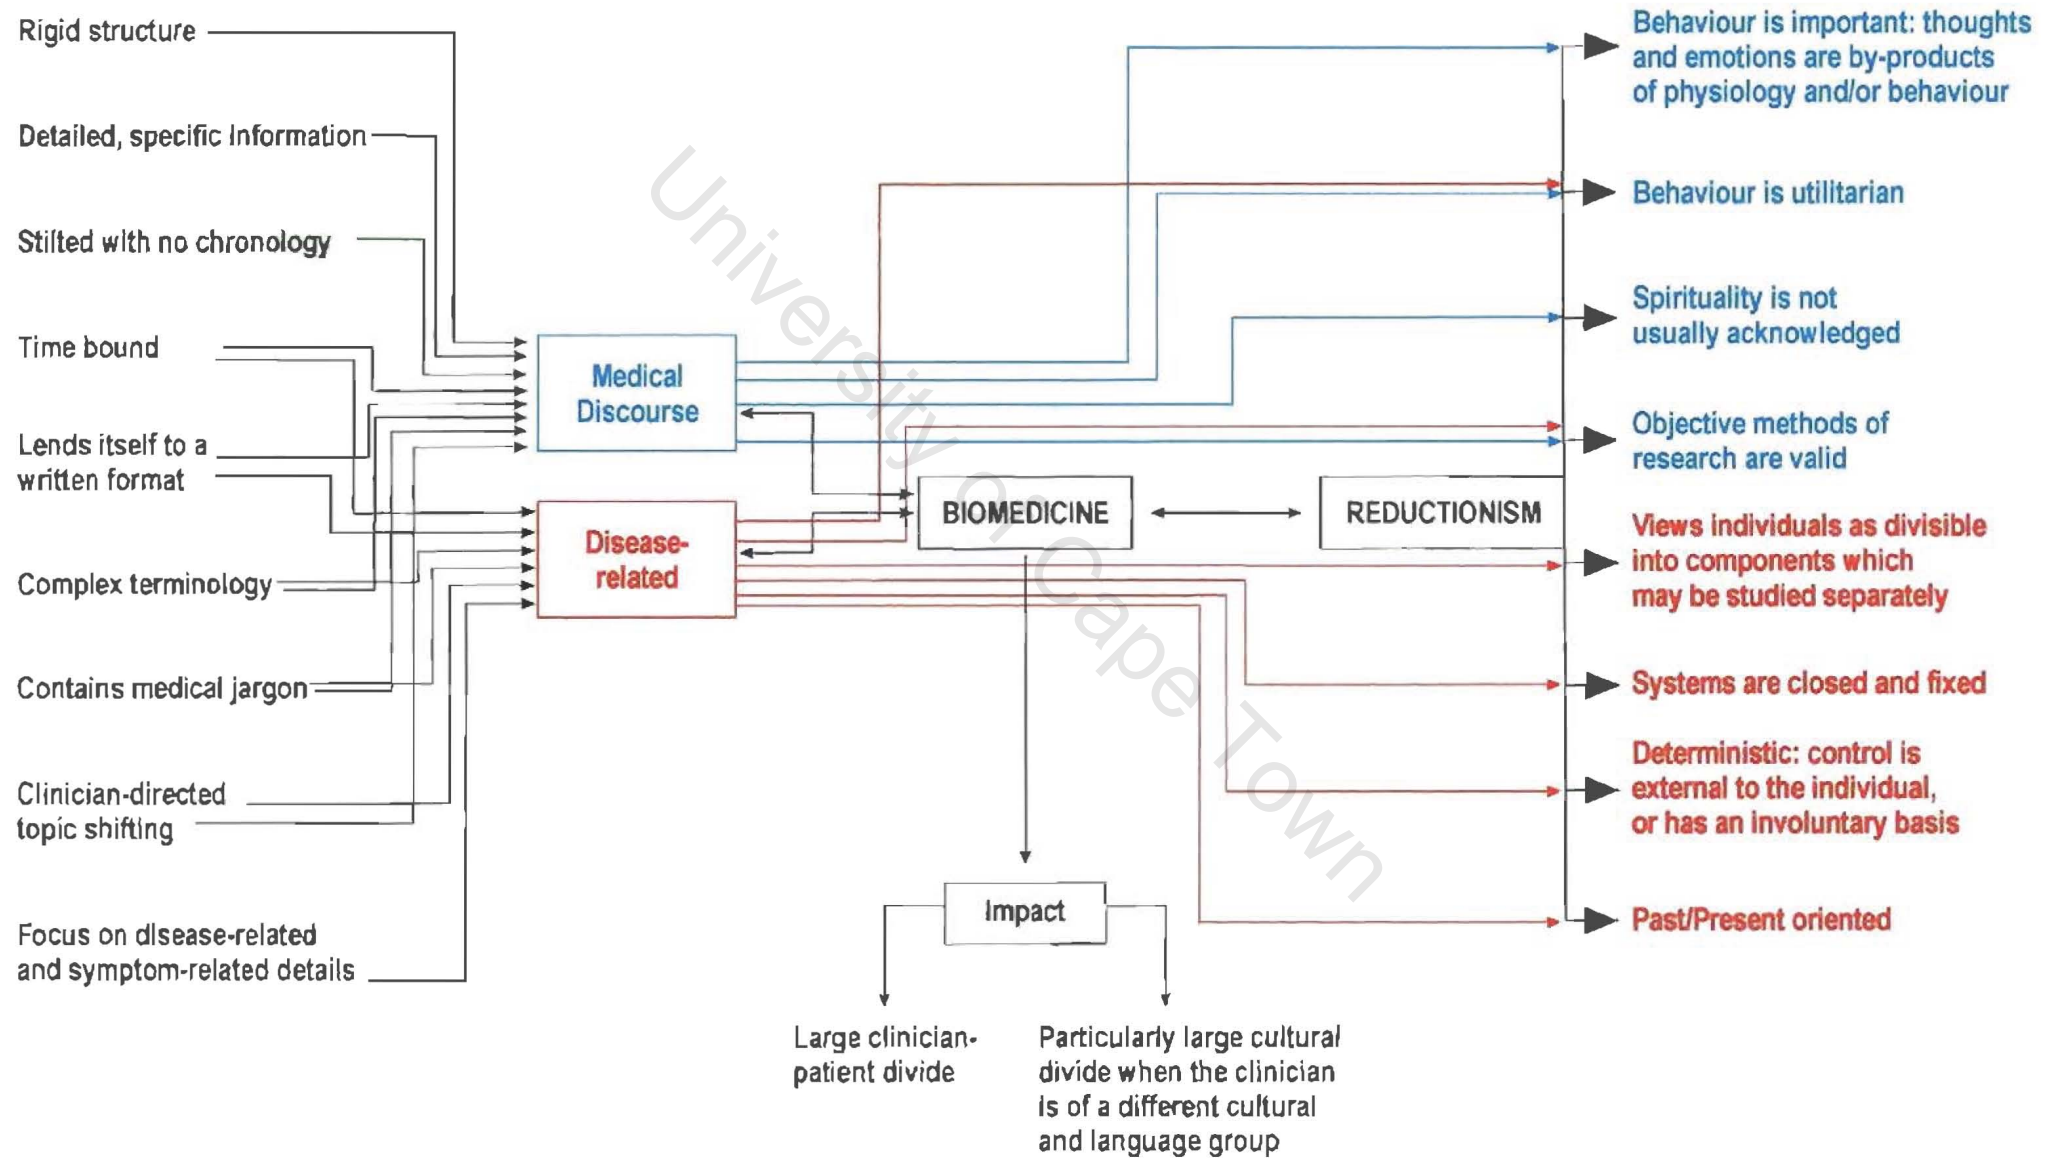 Rigid structure
Detailed, specific information
Stilted with no chronology
Time bound
Lends itself to a
written format
Complex terminology
Contains medical jargon
Clinician-directed
topic shifting
Focus on disease-related
and symptom-related details
Medical
Discourse
Disease-
related
BIOMEDICINE
REDUCTIONISM
Impact
Large clinician-
patient divide
Particularly large cultural
divide when the clinician
is of a different cultural
and language group
Behaviour is important: thoughts
and emotions are by-products
of physiology and/or behaviour
Behaviour is utilitarian
Spirituality is not
usually acknowledged
Objective methods of
research are valid
Views individuals as divisible
into components which
may be studied separately
Systems are closed and fixed
Deterministic: control is
external to the individual,
or has an involuntary basis
Past/Present oriented
University of Cape Town